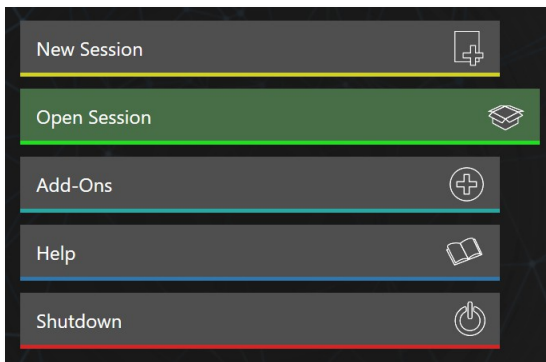 New Session
Open Session
Add-Ons
Help
Shutdown